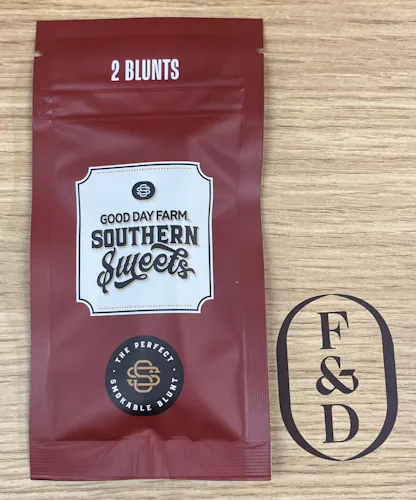 2 BLUNTS
GOOD DAY FARM
SOUTHERN
Sweets
THE PERFECT
SMOKABLE BLUNT
F
&
D